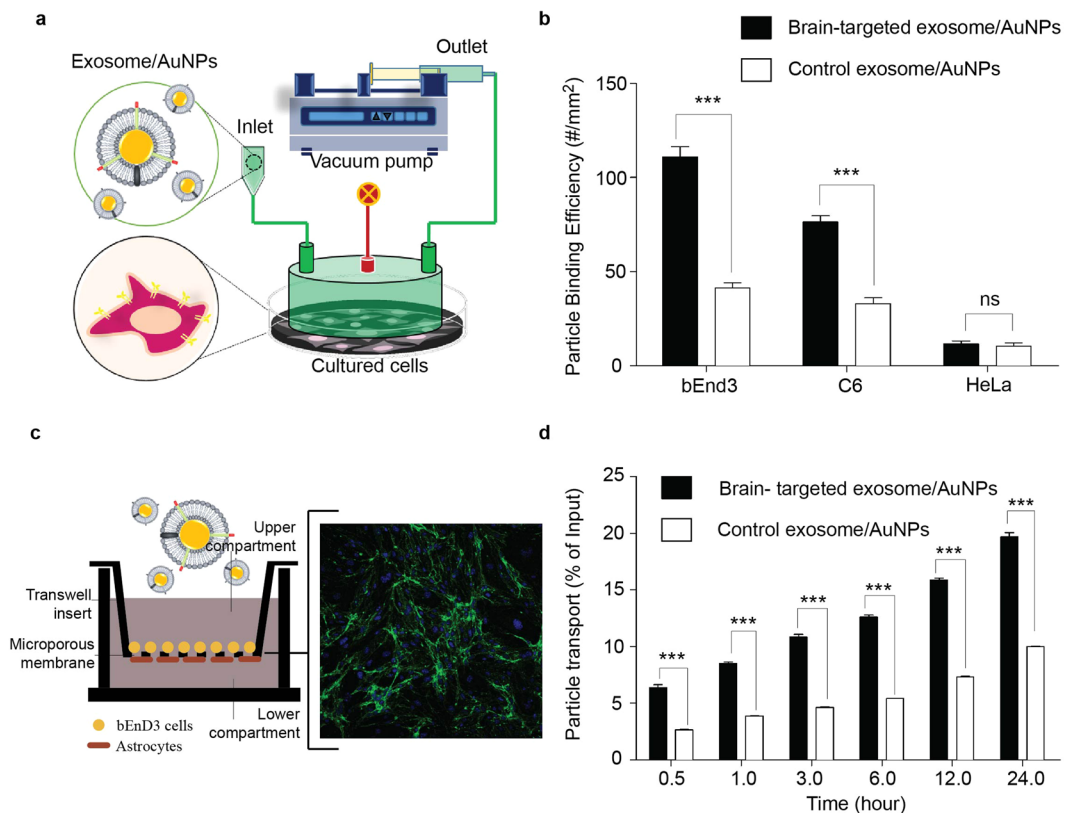 a
Exosome/AuNPs
Inlet
Outlet
Vacuum pump
Cultured cells
b
Brain-targeted exosome/AuNPs
Control exosome/AuNPs
Particle Binding Efficiency (#/mm²)
150
100
50
0
***
***
ns
bEnd3
C6
HeLa
c
Upper
compartment
Transwell
insert
Microporous
membrane
Lower
compartment
bEnD3 cells
Astrocytes
d
Brain- targeted exosome/AuNPs
Control exosome/AuNPs
Particle transport (% of Input)
25
20
15
10
5
0
***
***
***
***
***
***
0.5
1.0
3.0
6.0
12.0
24.0
Time (hour)